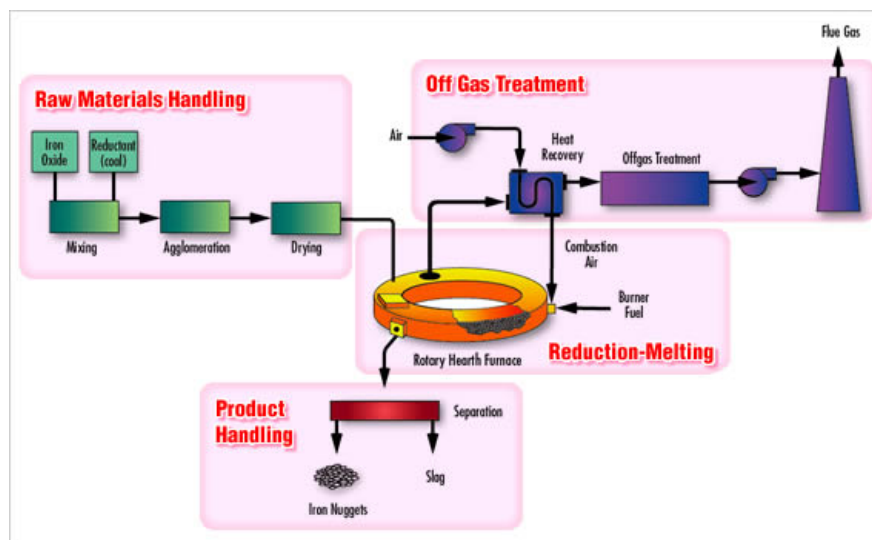 Flue Gas
Raw Materials Handling
Off Gas Treatment
Iron
Oxide
Reductant
(coal)
Air
Heat
Recovery
Offgas Treatment
Mixing
Agglomeration
Drying
Combustion
Air
Burner
Fuel
Rotary Hearth Furnace
Reduction-Melting
Product
Handling
Separation
Iron Nuggets
Slag